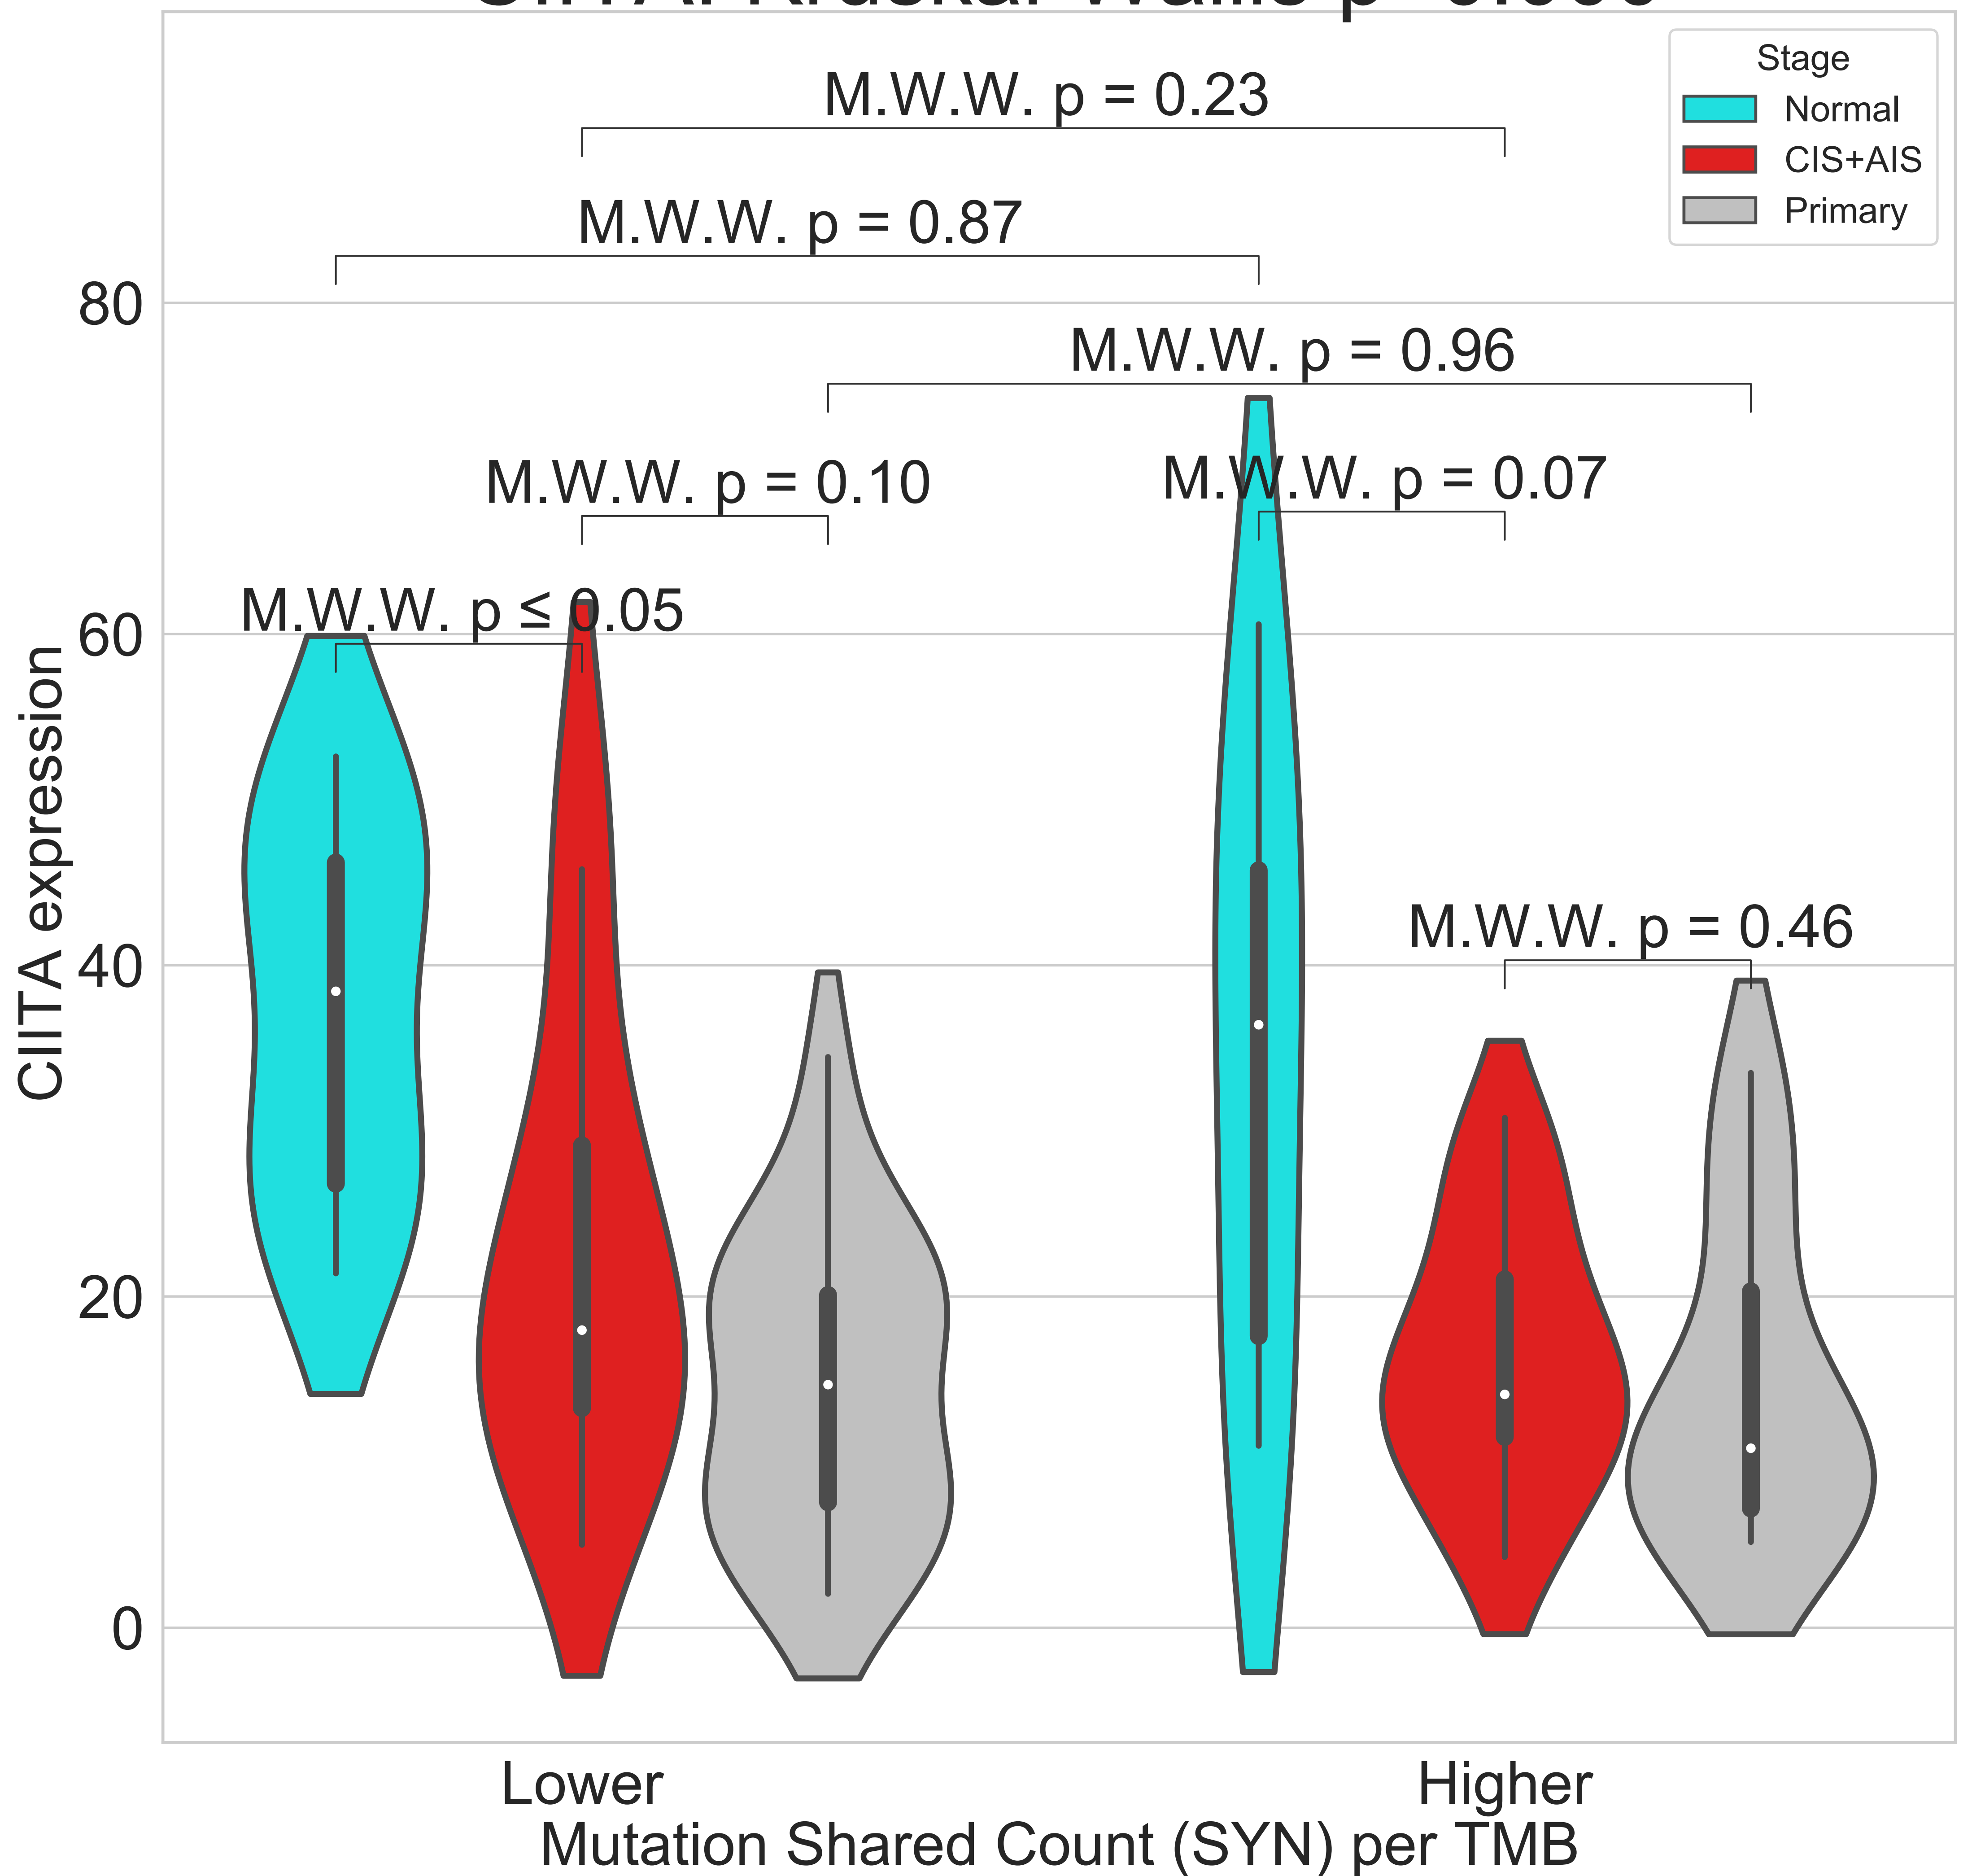 Stage
Normal
CIS+AIS
Primary
M.W.W. p = 0.23
M.W.W. p = 0.87
M.W.W. p = 0.96
M.W.W. p = 0.10
M.W.W. p = 0.07
M.W.W. p ≤ 0.05
M.W.W. p = 0.46
80
60
40
20
0
CIITA expression
Lower
Higher
Mutation Shared Count (SYN) per TMB